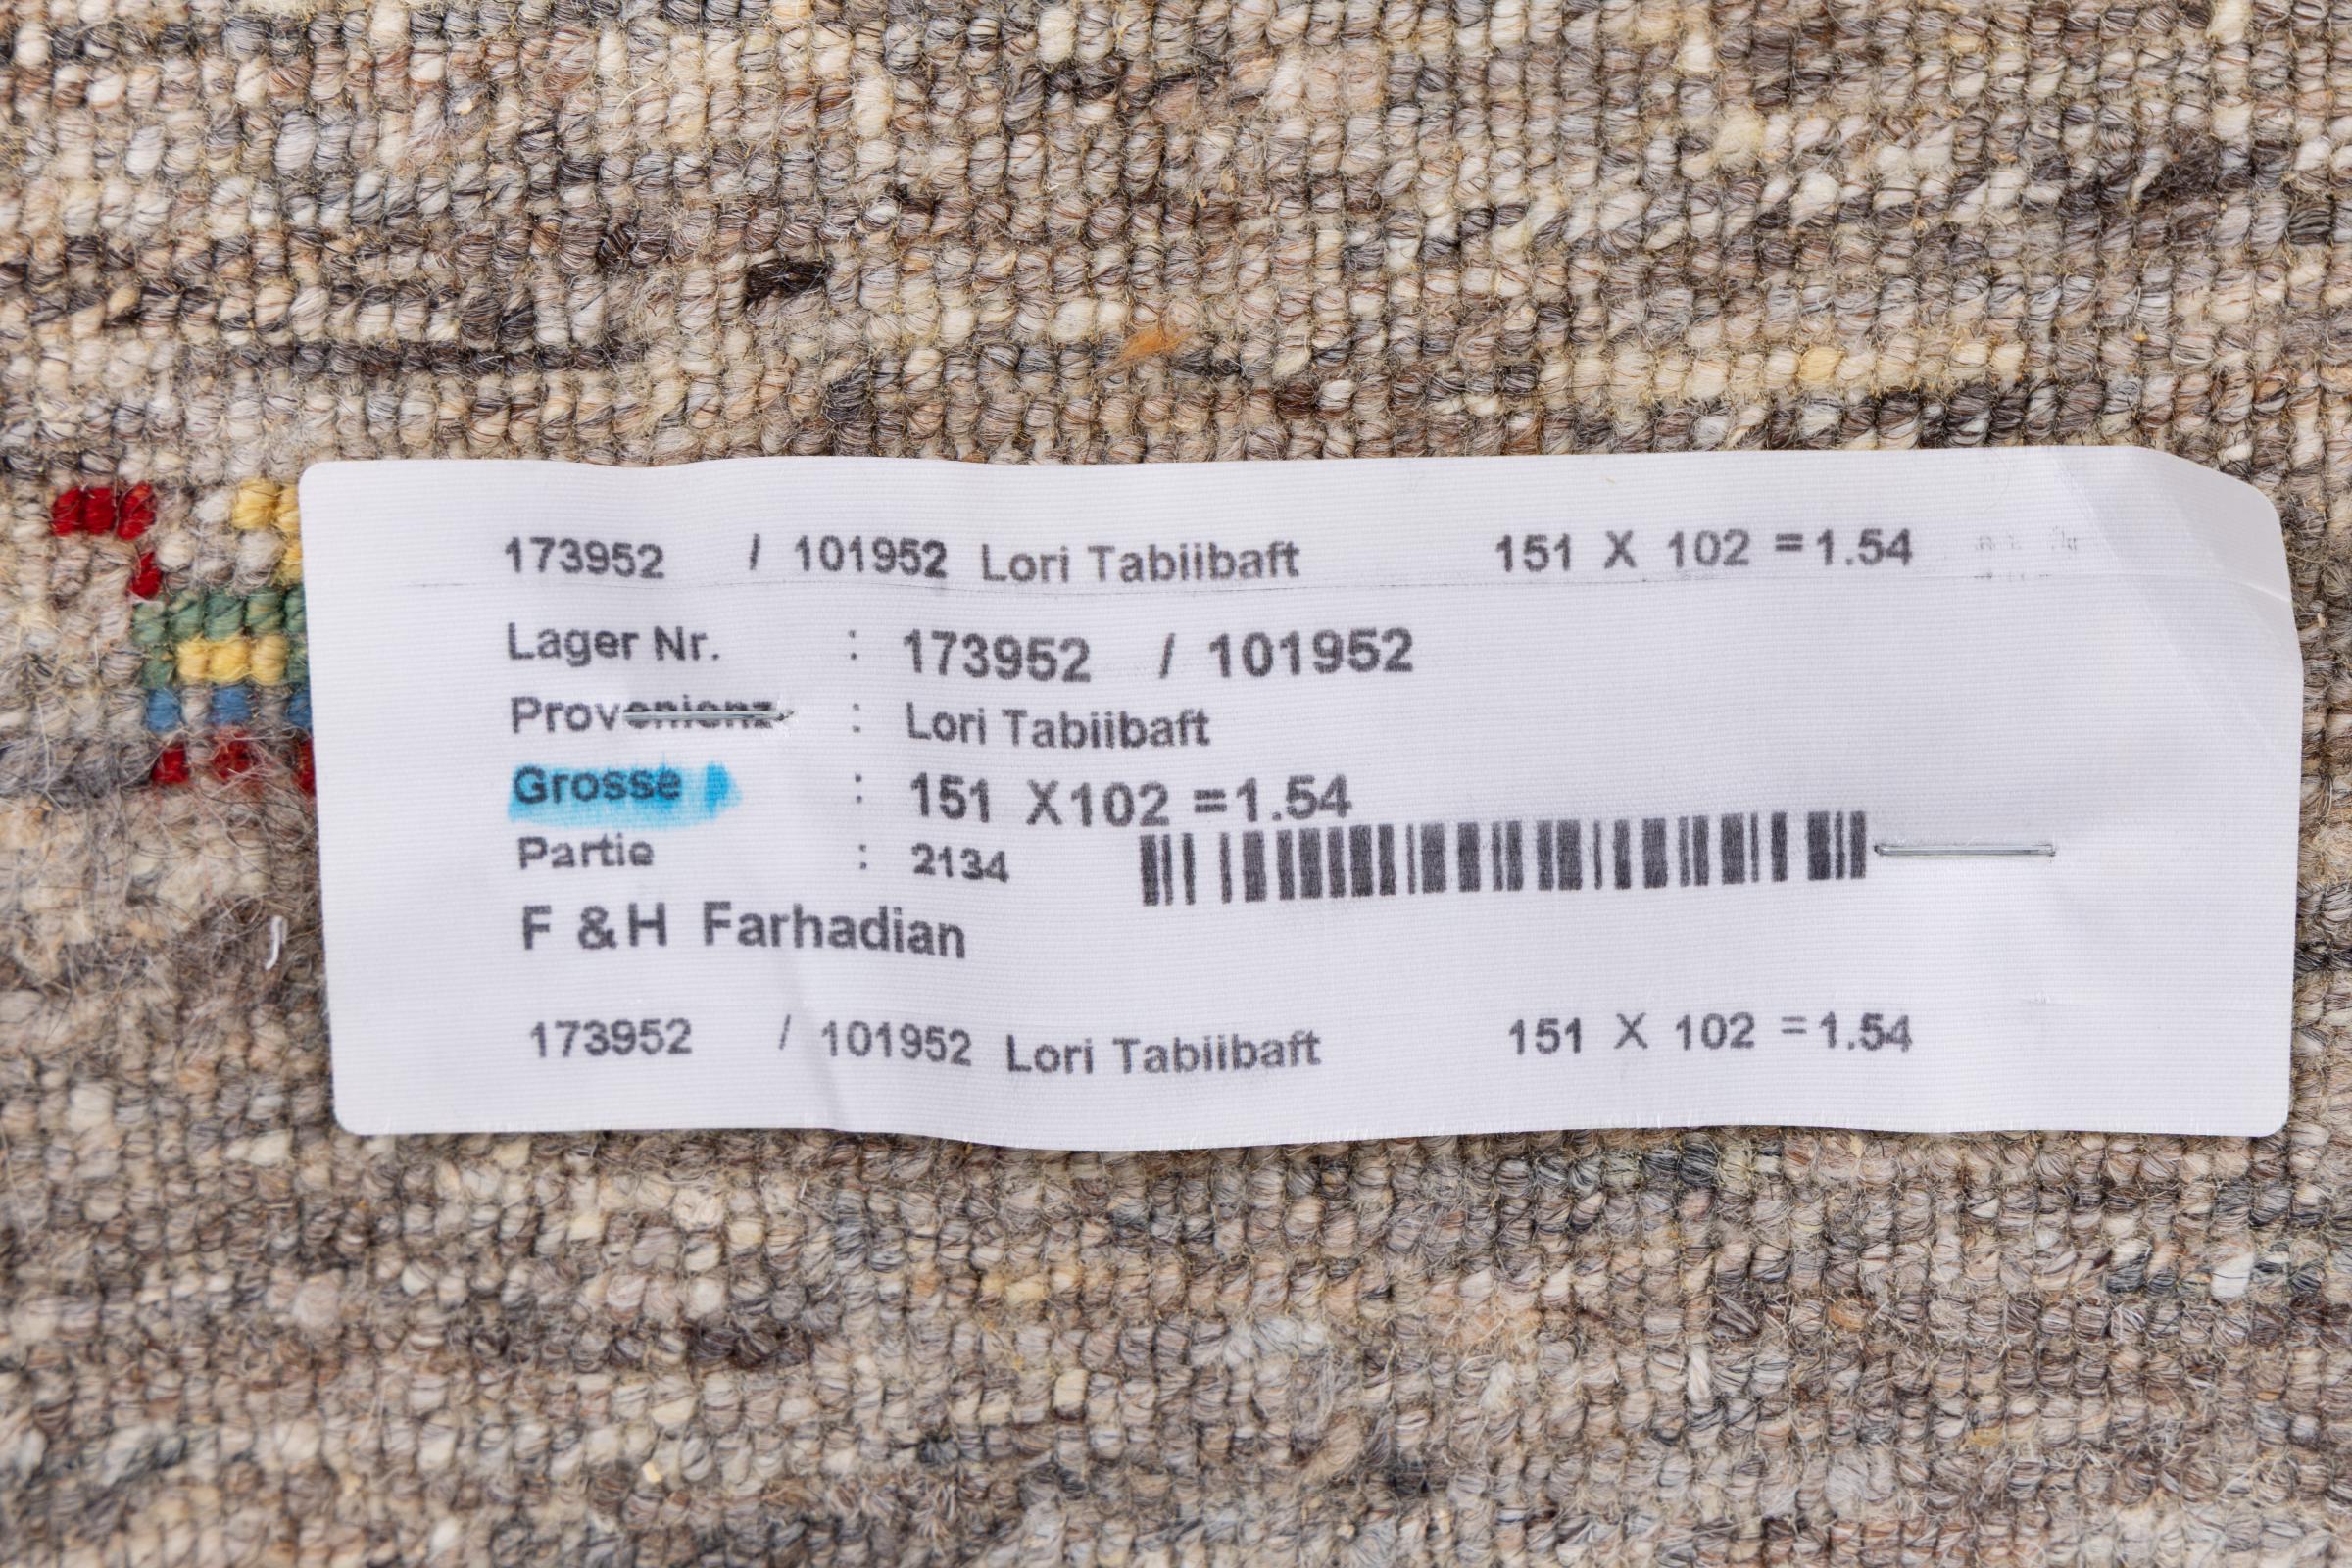 173952 / 101952 Lori Tabiibaft 151 X 102 =1.54
Lager Nr. : 173952 / 101952
Provenienz : Lori Tabiibaft
Grosse : 151 X102 =1.54
Partie : 2134
F &H Farhadian
173952 / 101952 Lori Tabiibaft 151 X 102 =1.54